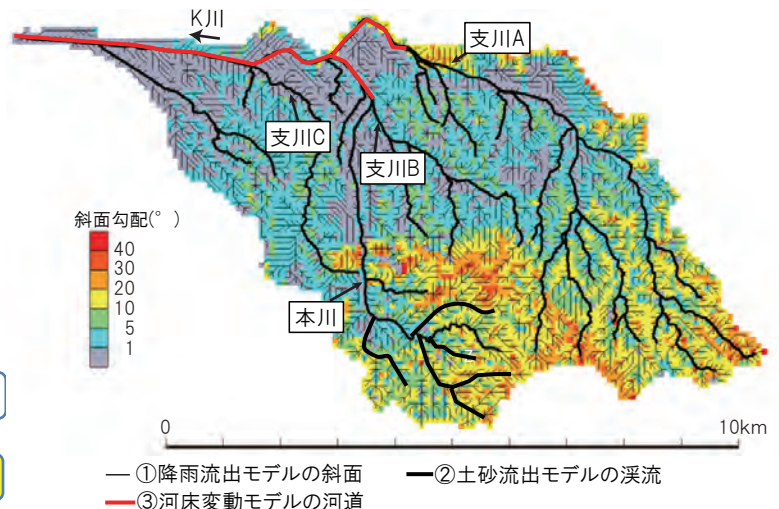 K川
支川A
支川C
支川B
斜面勾配(°)
40
30
20
10
5
1
本川
0
10km
①降雨流出モデルの斜面
②土砂流出モデルの渓流
③河床変動モデルの河道